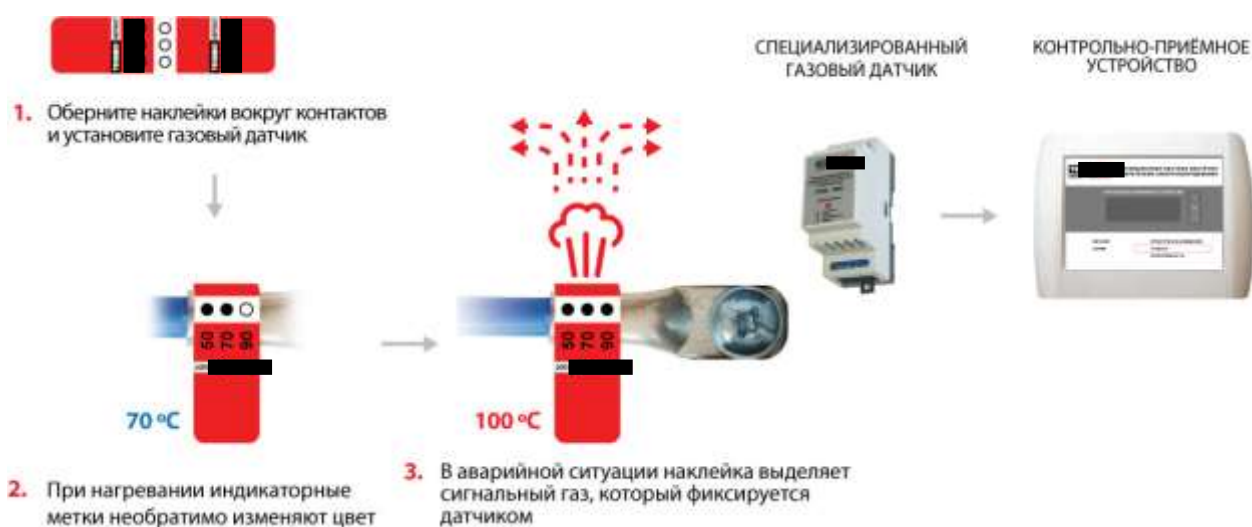 СПЕЦИАЛИЗИРОВАННЫЙ
ГАЗОВЫЙ ДАТЧИК
КОНТРОЛЬНО-ПРИЁМНОЕ
УСТРОЙСТВО
1. Оберните наклейки вокруг контактов
и установите газовый датчик
50
70
90
70 ºC
50
70
90
100 ºC
2. При нагревании индикаторные
метки необратимо изменяют цвет
3. В аварийной ситуации наклейка выделяет
сигнальный газ, который фиксируется
датчиком